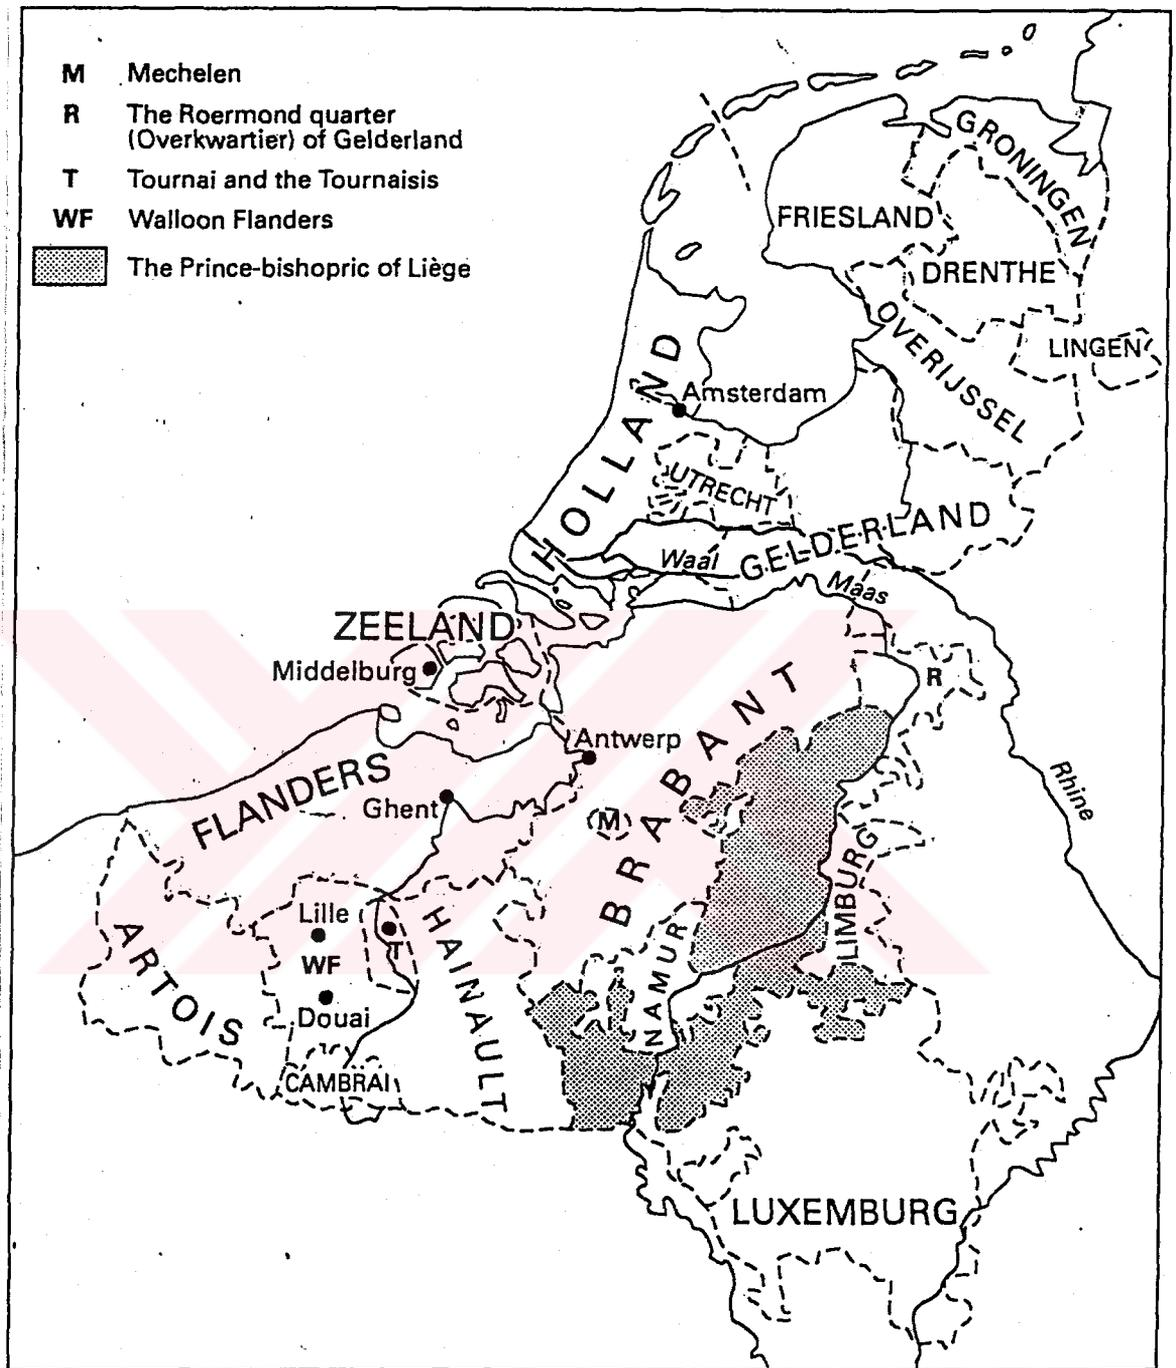 M Mechelen
R The Roermond quarter
(Overkwartier) of Gelderland
T Tournai and the Tournaisis
WF Walloon Flanders
The Prince-bishopric of Liège
GRONINGEN
FRIESLAND
DRENTHE
OVERIJSSEL
LINGEN
HOLLAND
Amsterdam
UTRECHT
GELDERLAND
Waal
Maas
ZEELAND
Middelburg
R
BRABANT
Antwerp
Rhine
FLANDERS
Ghent
M
LIMBURG
Lille
T
HAINAULT
WF
NAMUR
ARTOIS
Douai
CAMBRAI
LUXEMBURG